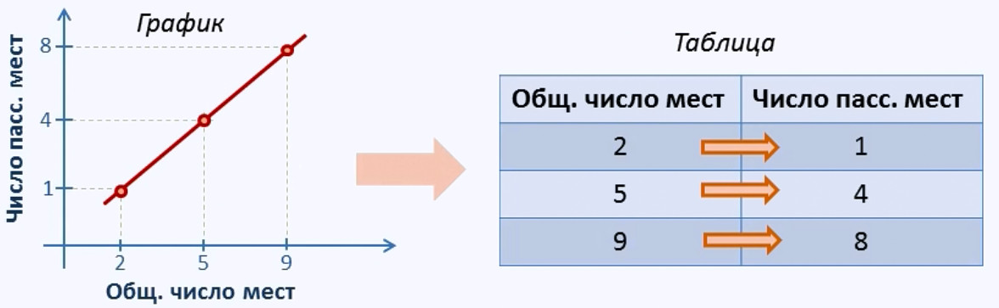 График
Число пасс. мест
8
4
1
2 5 9
Общ. число мест
Таблица
Общ. число мест Число пасс. мест
2 1
5 4
9 8